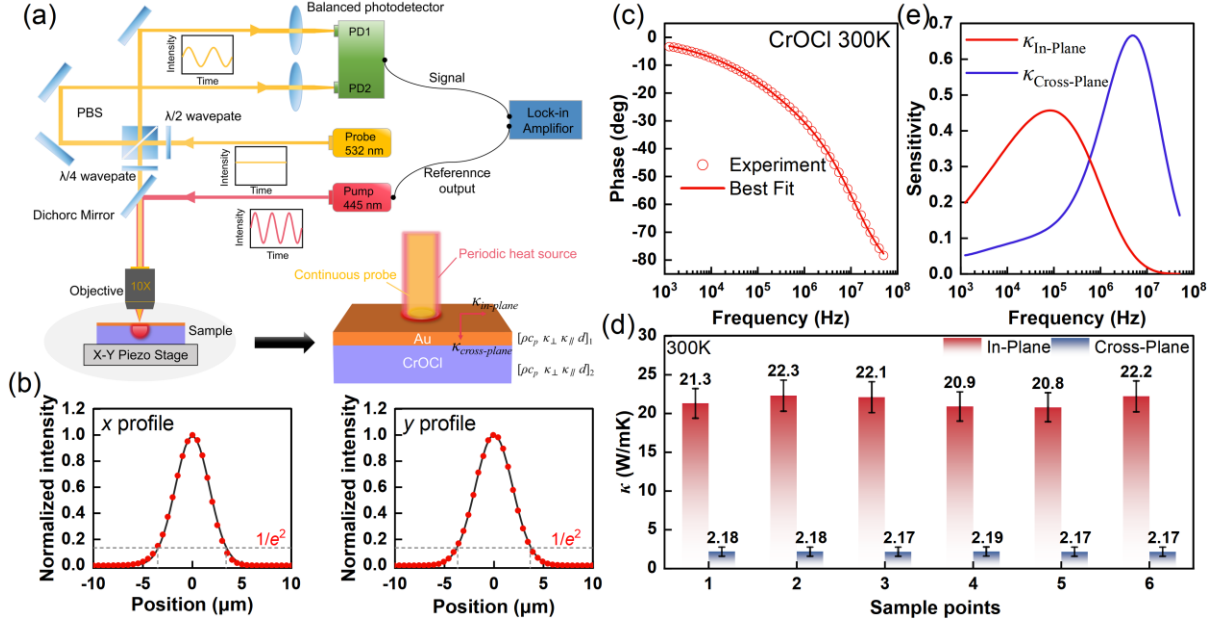 (a)
Balanced photodetector
PD1
PD2
Intensity
Time
Signal
PBS
λ/2 wavepate
Probe
532 nm
Lock-in
Amplifior
λ/4 wavepate
Intensity
Time
Referennce
output
Dichorc Mirror
Pump
445 nm
Intensity
Time
Objective
10X
Sample
X-Y Piezo Stage
Periodic heat source
Continuous probe
κin-plane
Au
κcross-plane
CrOCl
[ρcp κ⊥ κ∥ d]1
[ρcp κ⊥ κ∥ d]2
(b)
x profile
Normalized intensity
1.2
1.0
0.8
0.6
0.4
0.2
0.0
1/e²
-10 -5 0 5 10
Position (μm)
y profile
Normalized intensity
1.2
1.0
0.8
0.6
0.4
0.2
0.0
1/e²
-10 -5 0 5 10
Position (μm)
(c)
CrOCl 300K
Phase (deg)
0
-10
-20
-30
-40
-50
-60
-70
-80
Experiment
Best Fit
10³ 10⁴ 10⁵ 10⁶ 10⁷ 10⁸
Frequency (Hz)
(e)
κIn-Plane
κCross-Plane
Sensitivity
0.7
0.6
0.5
0.4
0.3
0.2
0.1
0.0
10³ 10⁴ 10⁵ 10⁶ 10⁷ 10⁸
Frequency (Hz)
(d)
300K
In-Plane
Cross-Plane
κ (W/mK)
30
25
20
15
10
5
0
21.3 22.3 22.1 20.9 20.8 22.2
2.18 2.18 2.17 2.19 2.17 2.17
1 2 3 4 5 6
Sample points